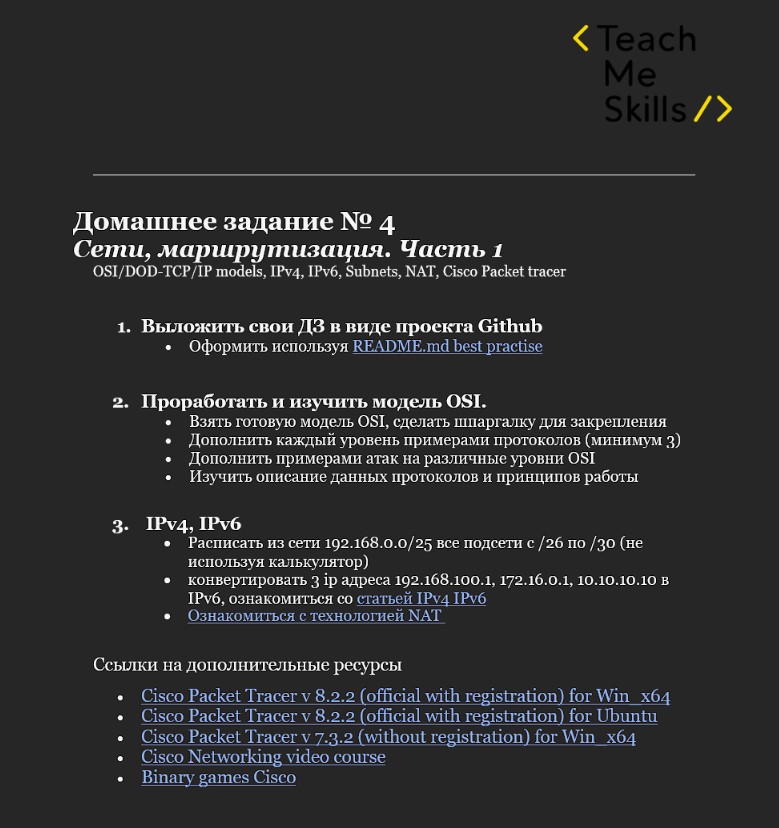 <Teach
Me
Skills/>
Домашнее задание № 4
Сети, маршрутизация. Часть 1
OSI/DOD-TCP/IP models, IPv4, IPv6, Subnets, NAT, Cisco Packet tracer
1. Выложить свои ДЗ в виде проекта Github
• Оформить используя README.md best practise
2. Проработать и изучить модель OSI.
• Взять готовую модель OSI, сделать шпаргалку для закрепления
• Дополнить каждый уровень примерами протоколов (минимум 3)
• Дополнить примерами атак на различные уровни OSI
• Изучить описание данных протоколов и принципов работы
3. IPv4, IPv6
• Расписать из сети 192.168.0.0/25 все подсети с /26 по /30 (не
используя калькулятор)
• конвертировать 3 ip адреса 192.168.100.1, 172.16.0.1, 10.10.10.10 в
IPv6, ознакомиться со статьей IPv4 IPv6
• Ознакомиться с технологией NAT
Ссылки на дополнительные ресурсы
• Cisco Packet Tracer v 8.2.2 (official with registration) for Win_x64
• Cisco Packet Tracer v 8.2.2 (official with registration) for Ubuntu
• Cisco Packet Tracer v 7.3.2 (without registration) for Win_x64
• Cisco Networking video course
• Binary games Cisco